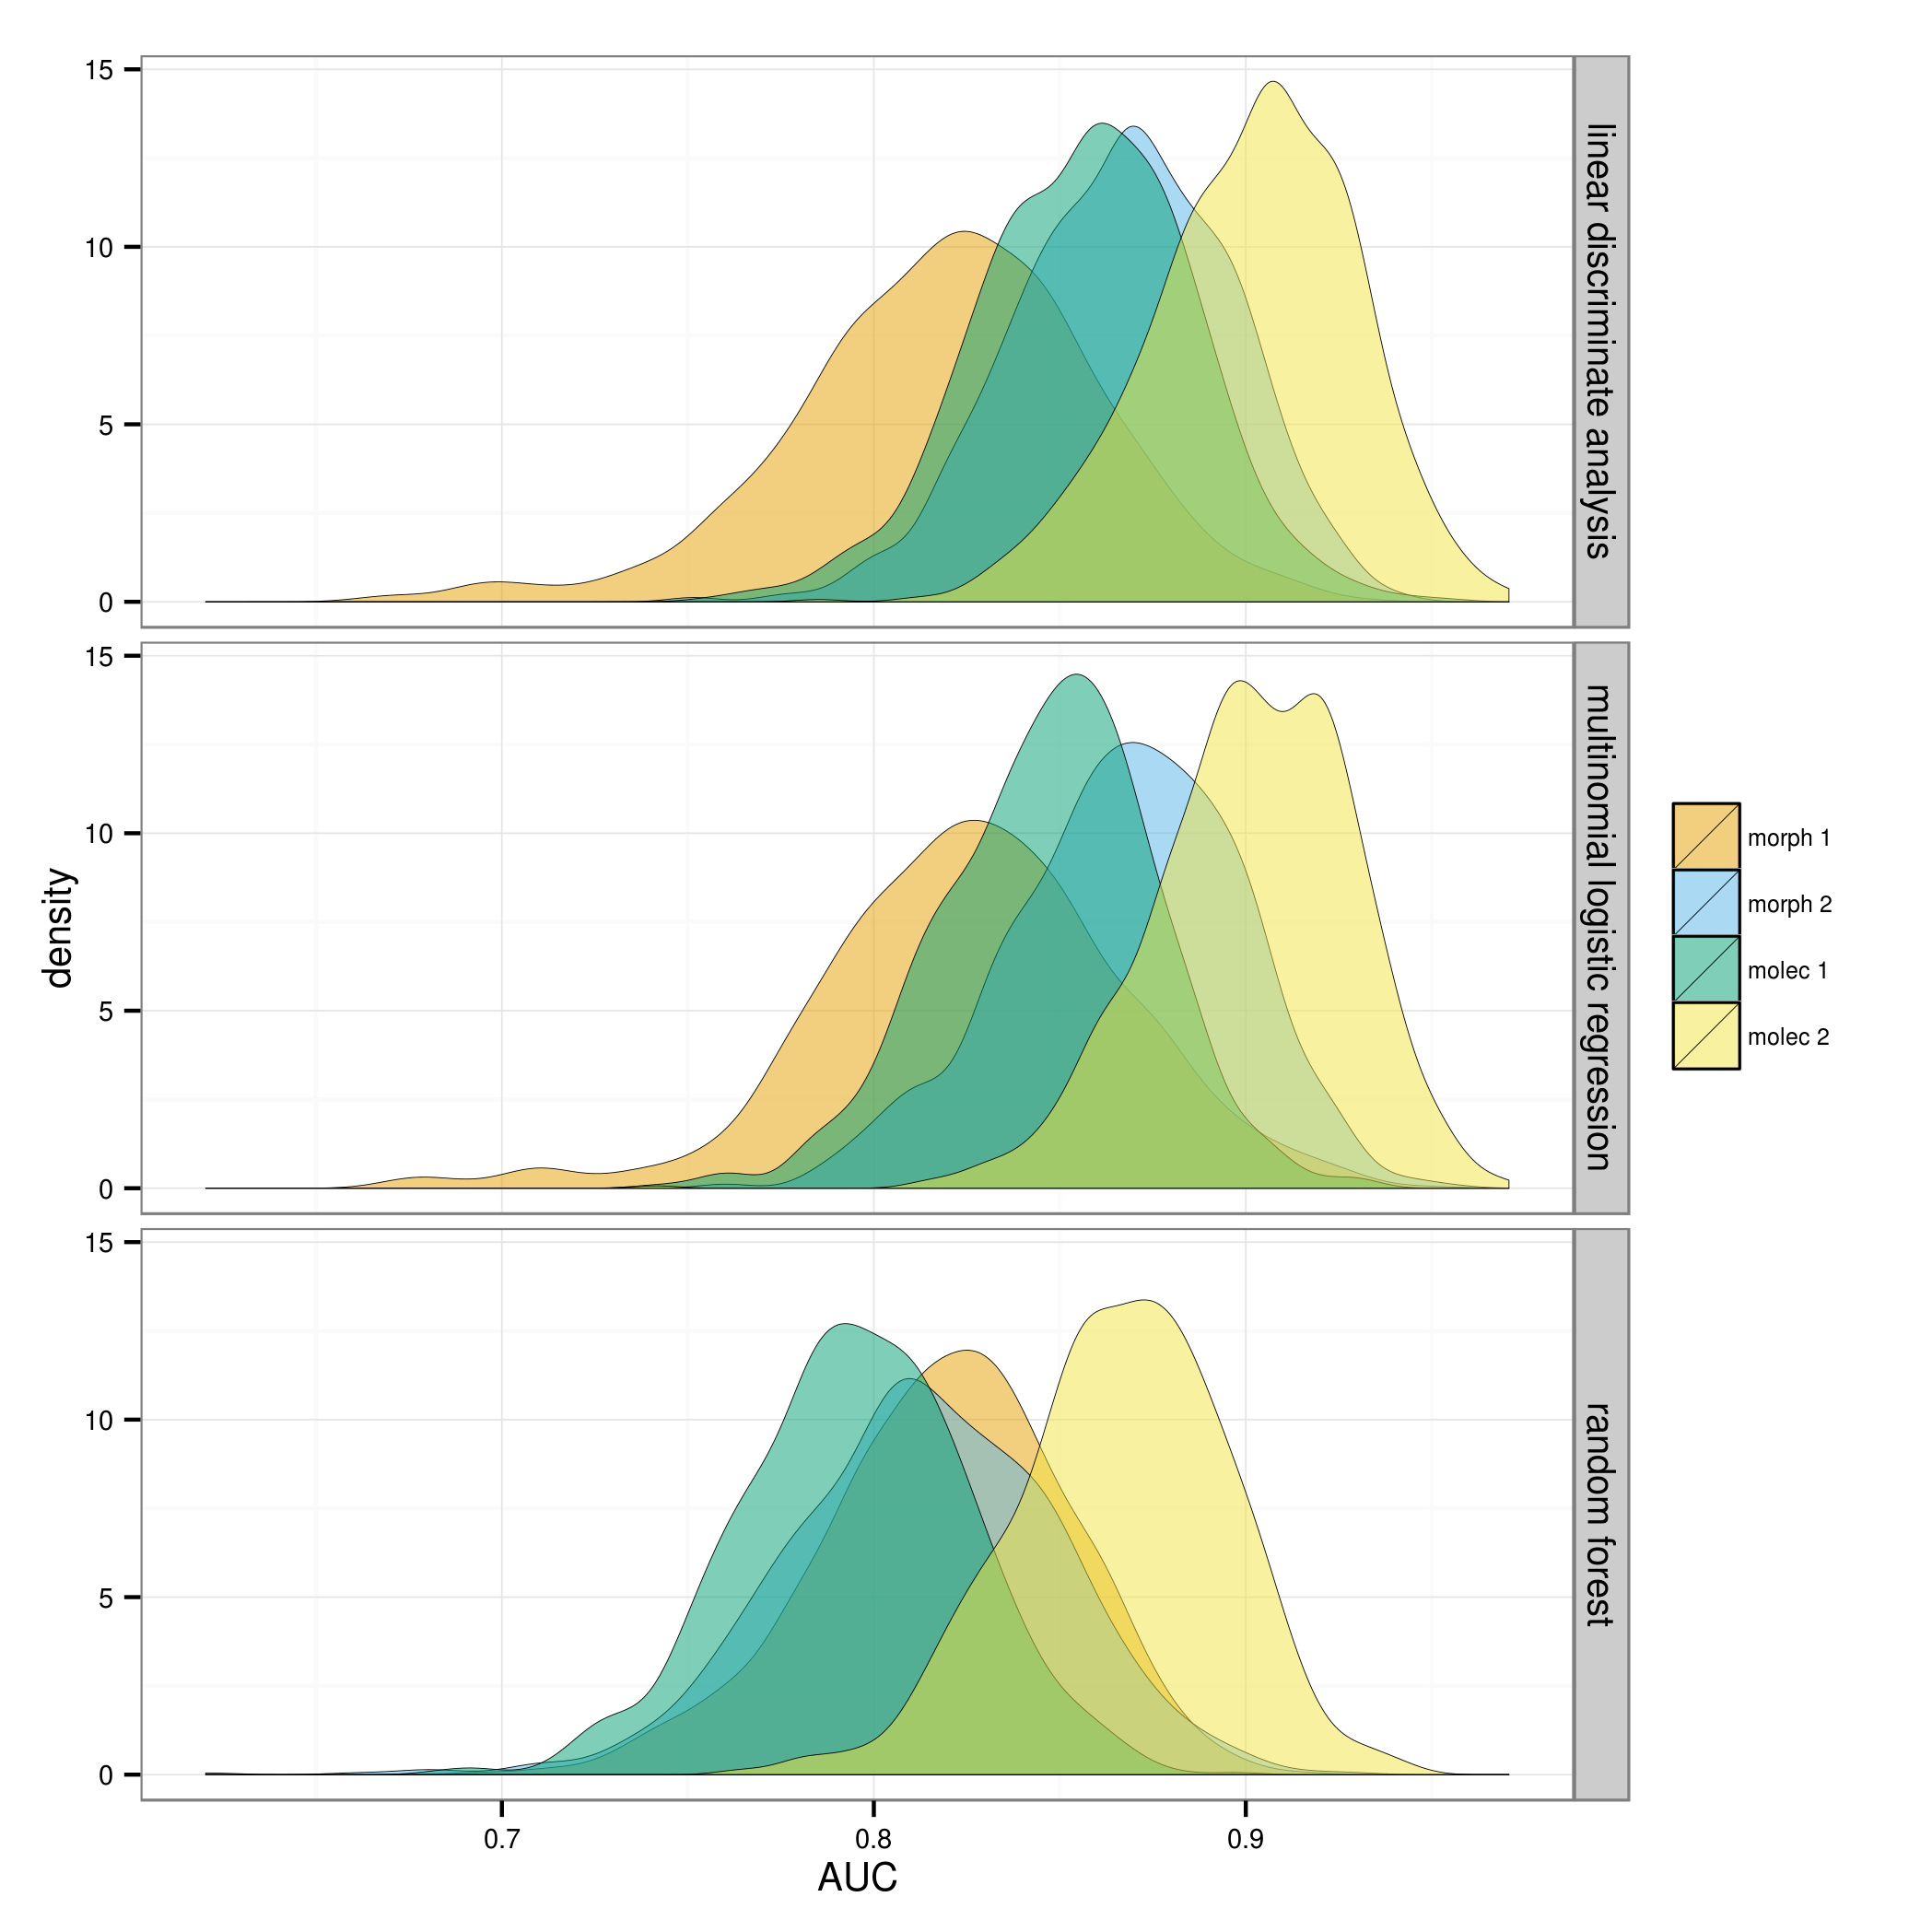 15
10
5
0
linear discriminate analysis
15
10
5
0
multinomial logistic regression
15
10
5
0
random forest
0.7 0.8 0.9
AUC
density
morph 1
morph 2
molec 1
molec 2